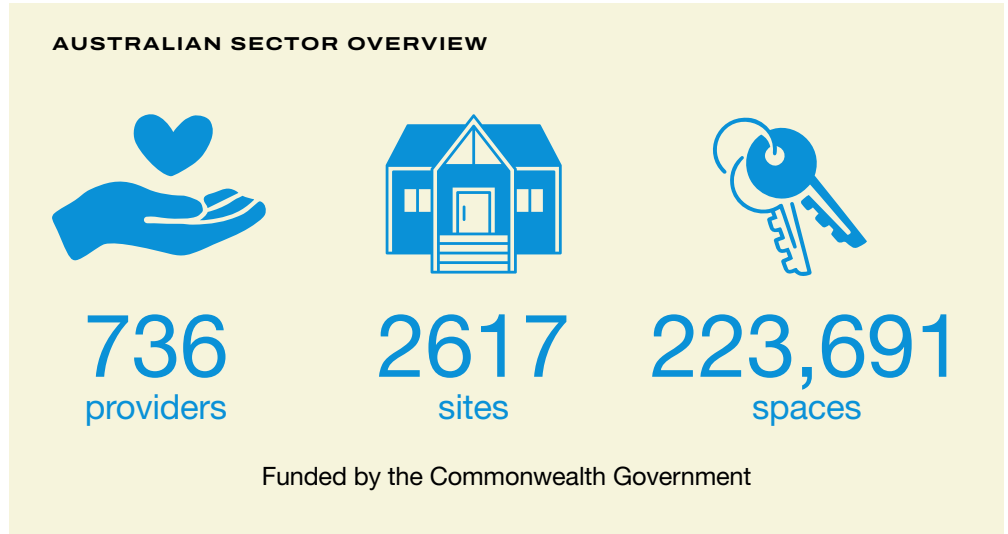 AUSTRALIAN SECTOR OVERVIEW
736
providers
2617
sites
223,691
spaces
Funded by the Commonwealth Government